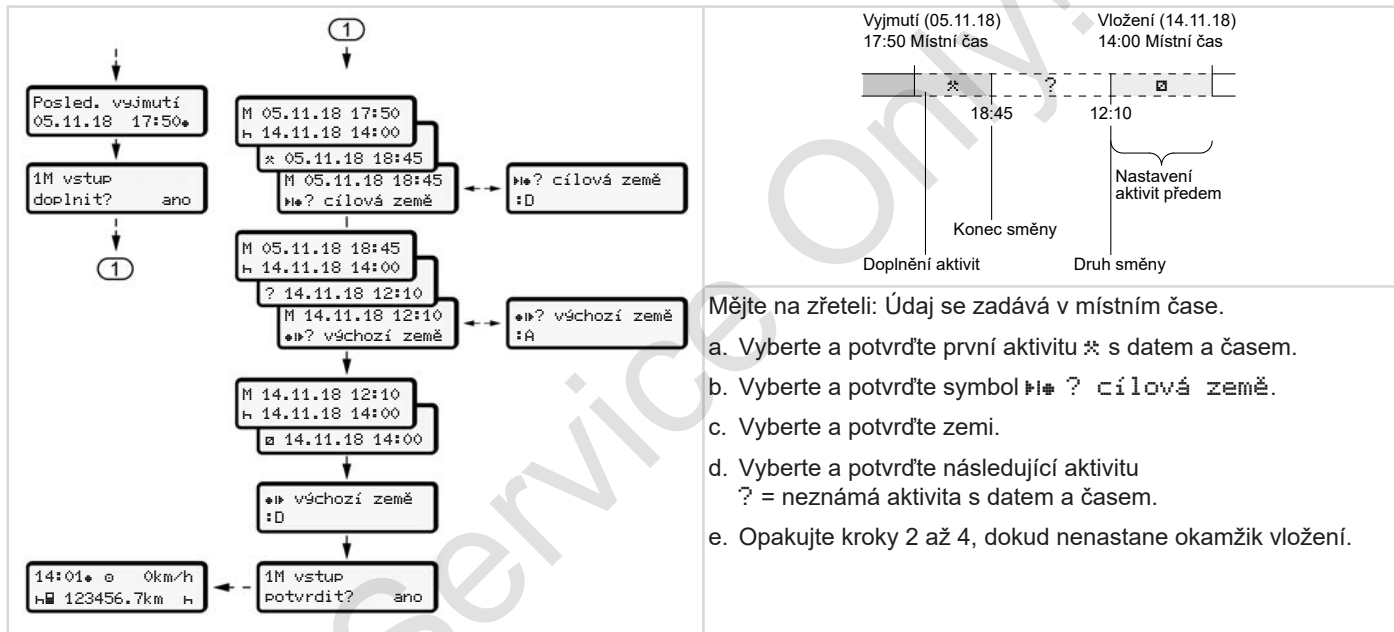 1
Posled. vyjmutí
05.11.18 17:50
1M vstup
doplnit? ano
1
M 05.11.18 17:50
14.11.18 14:00
05.11.18 18:45
M 05.11.18 18:45
? cílová země
? cílová země
:D
M 05.11.18 18:45
14.11.18 14:00
? 14.11.18 12:10
M 14.11.18 12:10
? výchozí země
? výchozí země
:A
M 14.11.18 12:10
14.11.18 14:00
14.11.18 14:00
výchozí země
:D
1M vstup
potvrdit? ano
14:01 0km/h
123456.7km
Vyjmutí (05.11.18)
17:50 Místní čas
Vložení (14.11.18)
14:00 Místní čas
?
18:45
12:10
Nastavení
aktivit předem
Konec směny
Doplnění aktivit
Druh směny
Mějte na zřeteli: Údaj se zadává v místním čase.
a. Vyberte a potvrďte první aktivitu s datem a časem.
b. Vyberte a potvrďte symbol ? cílová země.
c. Vyberte a potvrďte zemi.
d. Vyberte a potvrďte následující aktivitu
? = neznámá aktivita s datem a časem.
e. Opakujte kroky 2 až 4, dokud nenastane okamžik vložení.
Service Only!